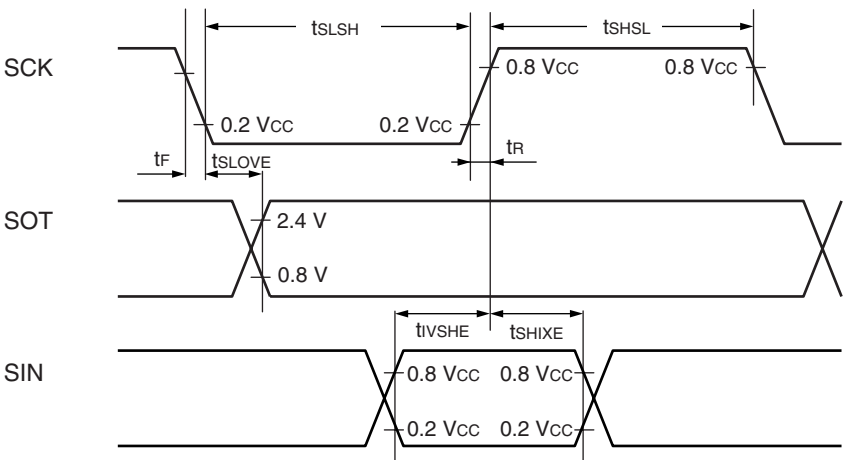 tSLSH tSHSL
SCK
0.8 VCC 0.8 VCC
0.2 VCC 0.2 VCC
tF tSLOVE tR
SOT
2.4 V
0.8 V
tIVSHE tSHIXE
SIN
0.8 VCC 0.8 VCC
0.2 VCC 0.2 VCC